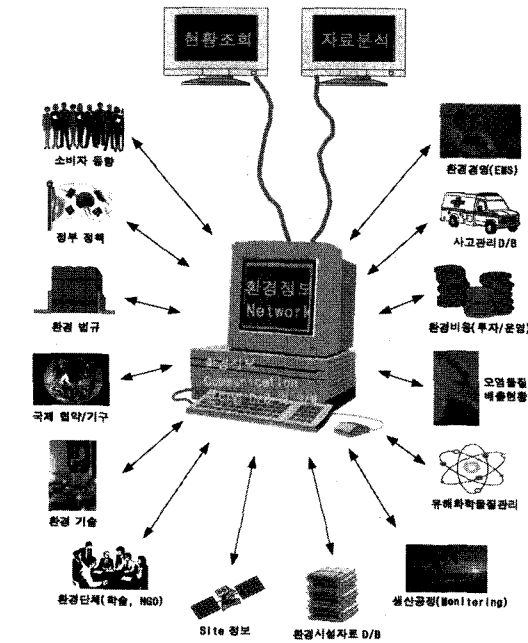 현황조회
자료분석
소비자 동향
환경경영(EMS)
정부 정책
사고관리D/B
환경정보
Network
환경 법규
환경비용(투자/운영)
Communication
국제 협약/기구
오염물질
배출현황
환경 기술
유해화학물질관리
환경단체(학술, NGO)
Site 정보
환경시설자료 D/B
생산공정(Monitoring)